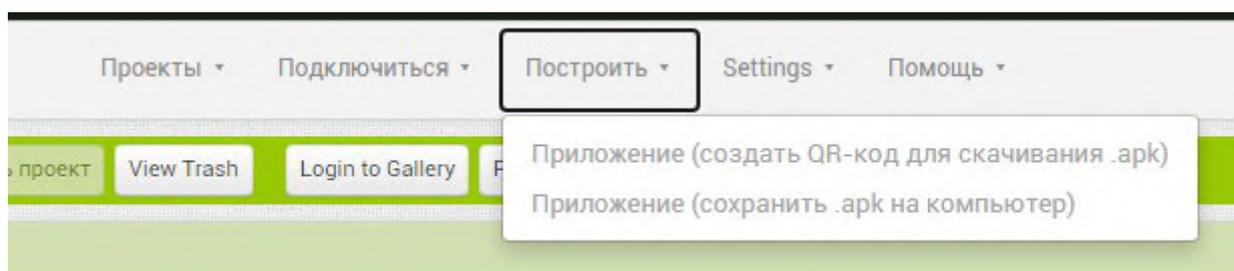 Проекты Подключиться Построить Settings Помощь
Приложение (создать QR-код для скачивания .apk)
проект View Trash Login to Gallery
Приложение (сохранить .apk на компьютер)